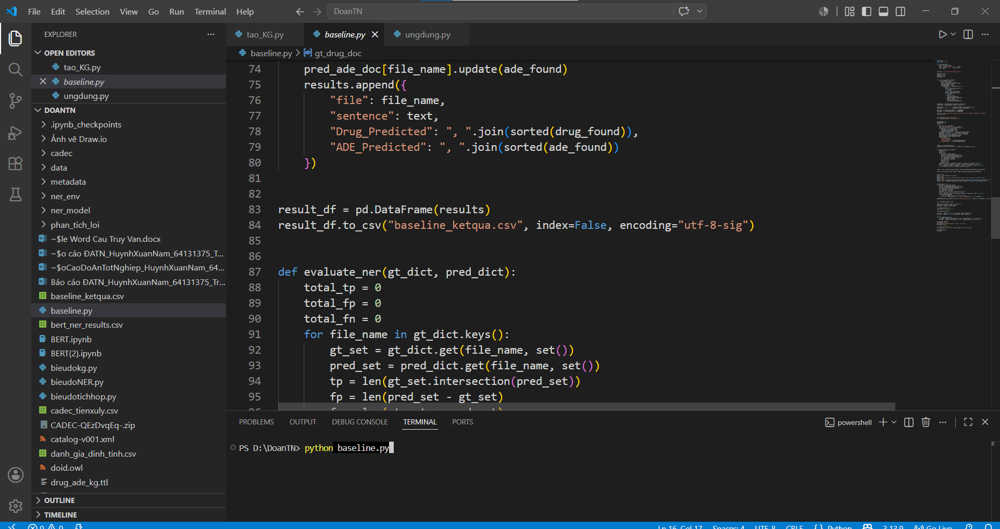 File Edit Selection View Go Run Terminal Help
DoanTN
EXPLORER
OPEN EDITORS
tao_KG.py
baseline.py
ungdung.py
DOANTN
.ipynb_checkpoints
Ảnh vẽ Draw.io
cadec
data
metadata
ner_env
ner_model
phan_tich_loi
~$le Word Cau Truy Van.docx
~$o cáo ĐATN_HuynhXuanNam_64131375_T...
~$oCaoDoAnTotNghiep_HuynhXuanNam_64...
Báo cáo ĐATN_HuynhXuanNam_64131375_Tr...
baseline_ketqua.csv
baseline.py
bert_ner_results.csv
BERT.ipynb
BERT(2).ipynb
bieudokg.py
bieudoNER.py
bieudotichhop.py
cadec_tienxuly.csv
CADEC-QEzDvqEq-.zip
catalog-v001.xml
danh_gia_dinh_tinh.csv
doid.owl
drug_ade_kg.ttl
OUTLINE
TIMELINE
tao_KG.py baseline.py ungdung.py
baseline.py > gt_drug_doc
74 pred_ade_doc[file_name].update(ade_found)
75 results.append({
76 "file": file_name,
77 "sentence": text,
78 "Drug_Predicted": ", ".join(sorted(drug_found)),
79 "ADE_Predicted": ", ".join(sorted(ade_found))
80 })
81
82
83 result_df = pd.DataFrame(results)
84 result_df.to_csv("baseline_ketqua.csv", index=False, encoding="utf-8-sig")
85
86
87 def evaluate_ner(gt_dict, pred_dict):
88 total_tp = 0
89 total_fp = 0
90 total_fn = 0
91 for file_name in gt_dict.keys():
92 gt_set = gt_dict.get(file_name, set())
93 pred_set = pred_dict.get(file_name, set())
94 tp = len(gt_set.intersection(pred_set))
95 fp = len(pred_set - gt_set)
PROBLEMS OUTPUT DEBUG CONSOLE TERMINAL PORTS
powershell
PS D:\DoanTN> python baseline.py
0 0
Ln 16, Col 17 Spaces: 4 UTF-8 CRLF Python 3.13.9 Go Live